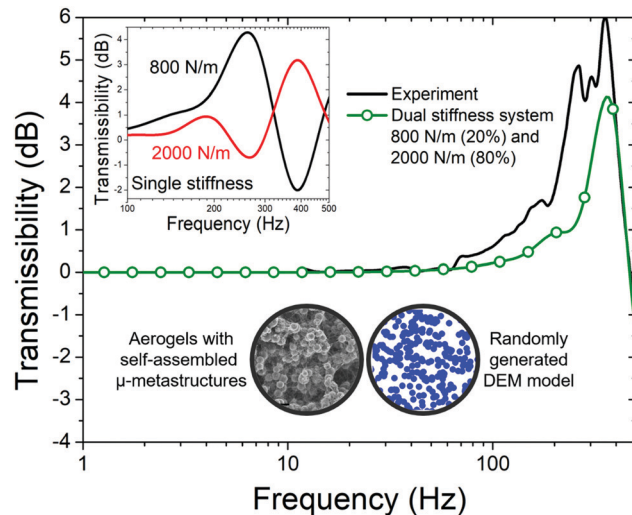 6
5
4
3
2
1
0
-1
-2
-3
-4
Transmissibility (dB)
1
10
100
Frequency (Hz)
4
3
2
1
0
-1
-2
Transmissibility (dB)
800 N/m
2000 N/m
Single stiffness
100
200
300
400
500
Frequency (Hz)
Experiment
Dual stiffness system
800 N/m (20%) and
2000 N/m (80%)
Aerogels with
self-assembled
μ-metastructures
Randomly
generated
DEM model